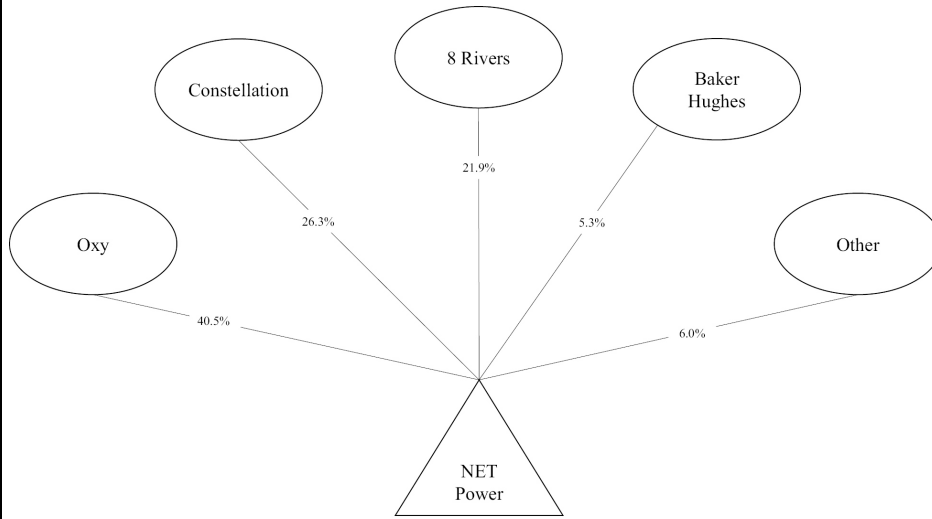 8 Rivers
Constellation
Baker
Hughes
21.9%
26.3%
5.3%
Oxy
Other
40.5%
6.0%
NET
Power